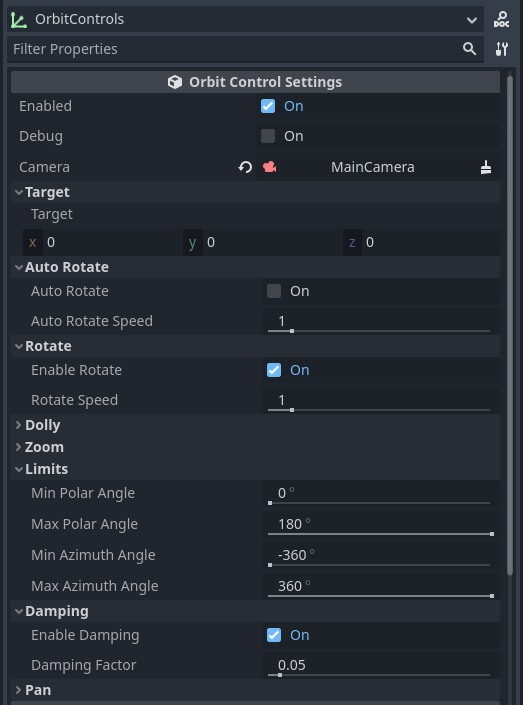 OrbitControls
DOC
Filter Properties
Orbit Control Settings
Enabled On
Debug On
Camera MainCamera
Target
Target
x 0 y 0 z 0
Auto Rotate
Auto Rotate On
Auto Rotate Speed 1
Rotate
Enable Rotate On
Rotate Speed 1
Dolly
Zoom
Limits
Min Polar Angle 0 °
Max Polar Angle 180 °
Min Azimuth Angle -360 °
Max Azimuth Angle 360 °
Damping
Enable Damping On
Damping Factor 0.05
Pan